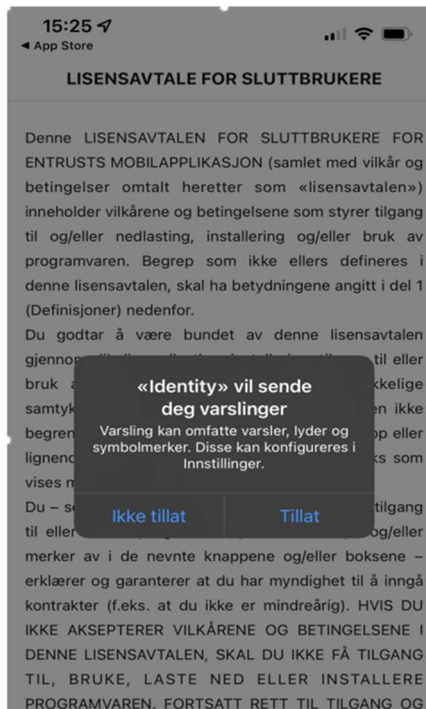 15:25
◀ App Store
LISENSAVTALE FOR SLUTTBRUKERE
Denne LISENSAVTALEN FOR SLUTTBRUKERE FOR
ENTRUSTS MOBILAPPLIKASJON (samlet med vilkår og
betingelser omtalt heretter som «lisensavtalen»)
inneholder vilkårene og betingelsene som styrer tilgang
til og/eller nedlasting, installering og/eller bruk av
programvaren. Begrep som ikke ellers defineres i
denne lisensavtalen, skal ha betydningene angitt i del 1
(Definisjoner) nedenfor.
Du godtar å være bundet av denne lisensavtalen
til eller
bruk
samtyk
en ikke
begren
eller
lignend
som
vises
«Identity» vil sende
deg varslinger
Varsling kan omfatte varsler, lyder og
symbolmerker. Disse kan konfigureres i
Innstillinger.
Ikke tillat
Tillat
Du –
tilgang
til eller
og/eller
merker av i de nevnte knappene og/eller boksene –
erklærer og garanterer at du har myndighet til å inngå
kontrakter (f.eks. at du ikke er mindreårig). HVIS DU
IKKE AKSEPTERER VILKÅRENE OG BETINGELSENE I
DENNE LISENSAVTALEN, SKAL DU IKKE FÅ TILGANG
TIL, BRUKE, LASTE NED ELLER INSTALLERE
PROGRAMVAREN. FORTSATT RETT TIL TILGANG OG